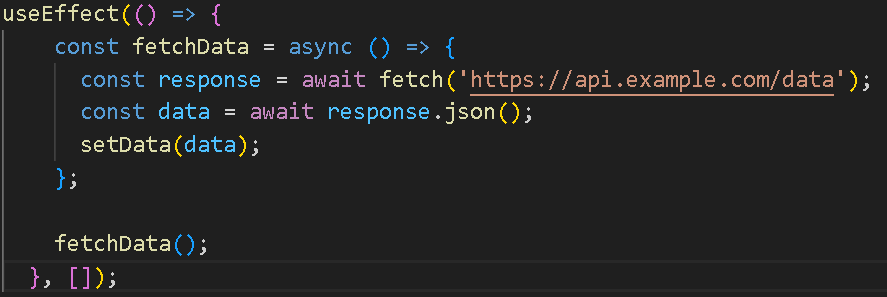 useEffect(() => {
    const fetchData = async () => {
      const response = await fetch('https://api.example.com/data');
      const data = await response.json();
      setData(data);
    };

    fetchData();
  }, []);